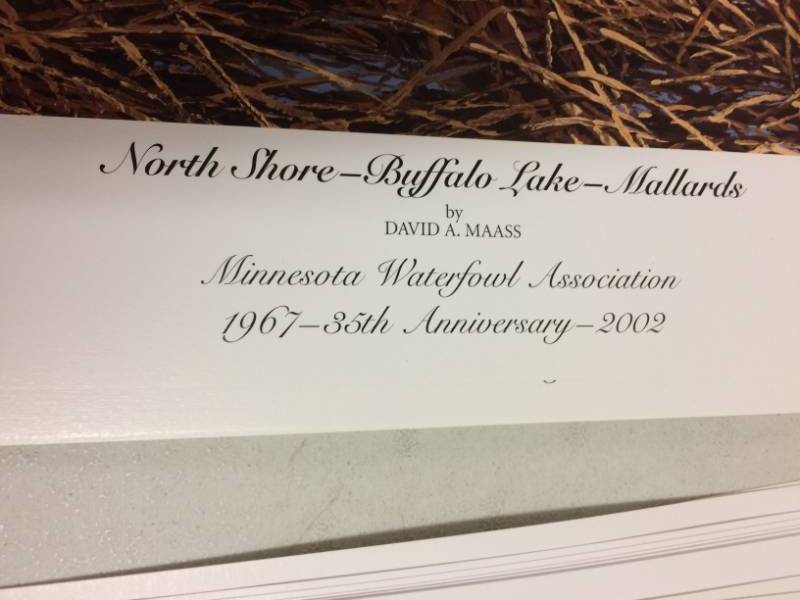 North Shore–Buffalo Lake–Mallards
by
DAVID A. MAASS
Minnesota Waterfowl Association
1967–35th Anniversary–2002